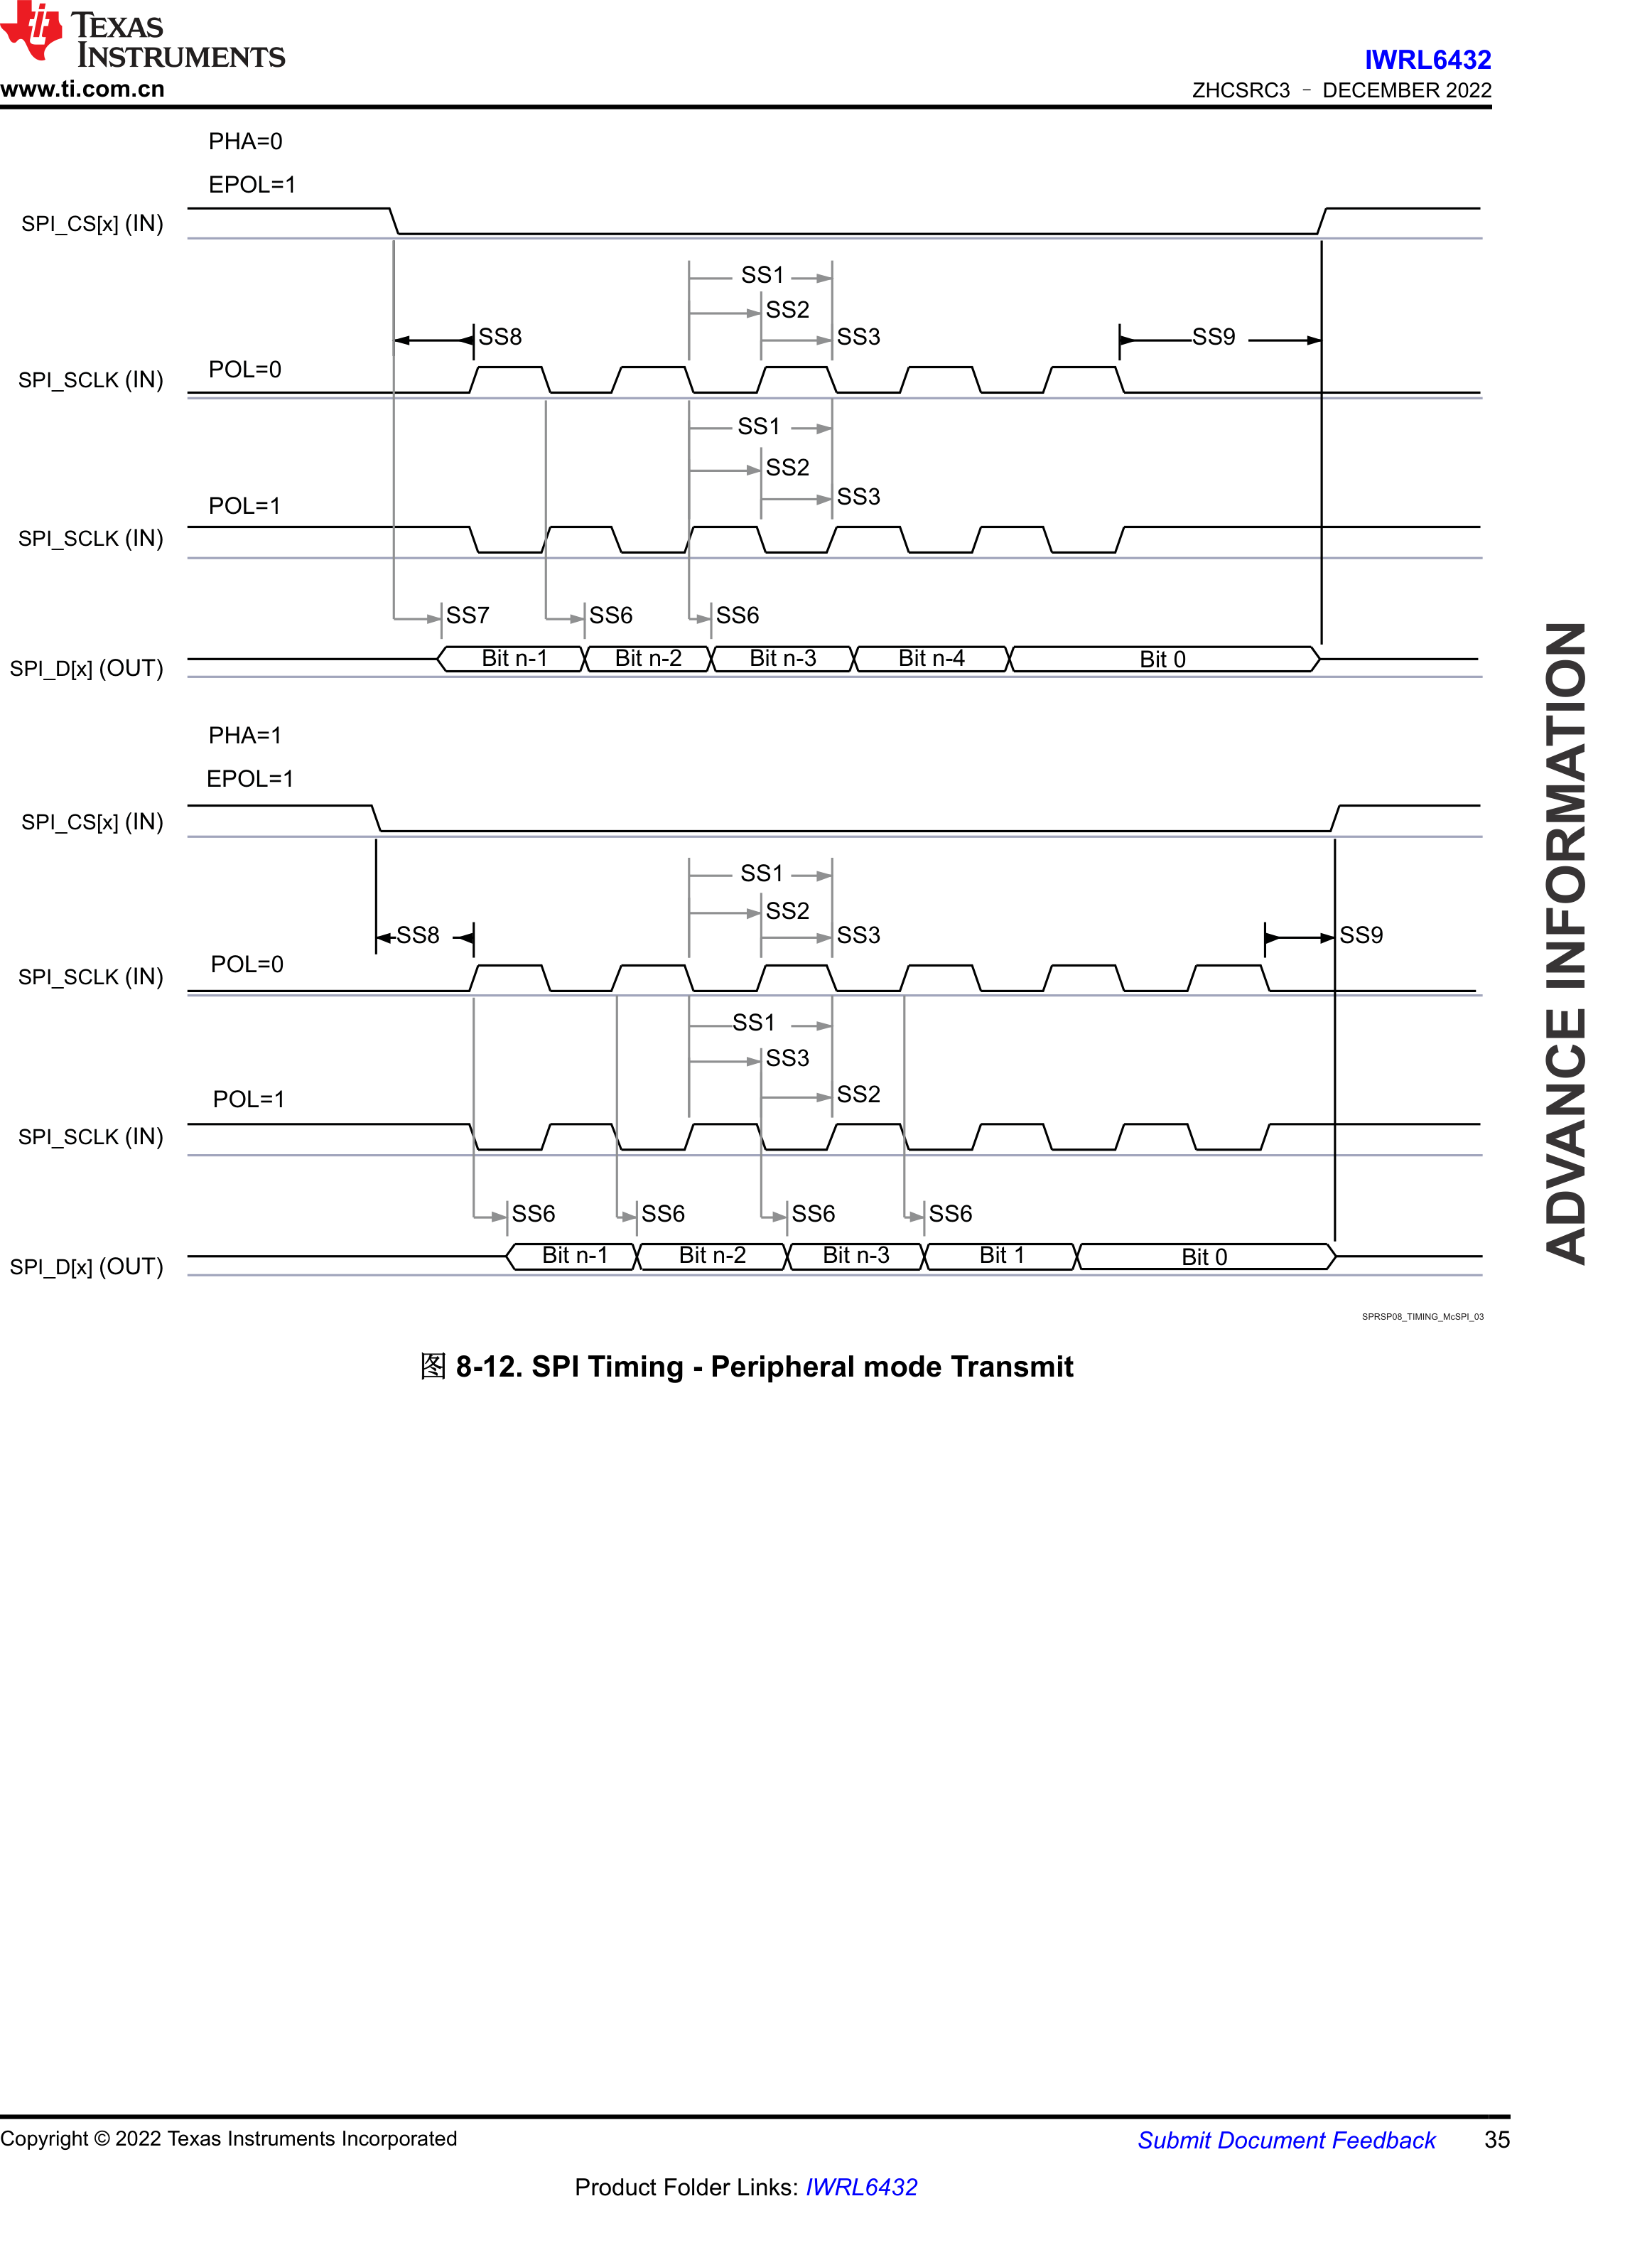 TEXAS
INSTRUMENTS
www.ti.com.cn
IWRL6432
ZHCSRC3 – DECEMBER 2022
PHA=0
EPOL=1
SPI_CS[x] (IN)
SS1
SS2
SS8
SS3
SS9
POL=0
SPI_SCLK (IN)
SS1
SS2
SS3
POL=1
SPI_SCLK (IN)
SS7
SS6
SS6
SPI_D[x] (OUT)
Bit n-1
Bit n-2
Bit n-3
Bit n-4
Bit 0
PHA=1
EPOL=1
SPI_CS[x] (IN)
SS1
SS2
SS8
SS3
SS9
POL=0
SPI_SCLK (IN)
SS1
SS3
SS2
POL=1
SPI_SCLK (IN)
SS6
SS6
SS6
SS6
SPI_D[x] (OUT)
Bit n-1
Bit n-2
Bit n-3
Bit 1
Bit 0
SPRSP08_TIMING_McSPI_03
图 8-12. SPI Timing - Peripheral mode Transmit
ADVANCE INFORMATION
Copyright © 2022 Texas Instruments Incorporated
Submit Document Feedback 35
Product Folder Links: IWRL6432